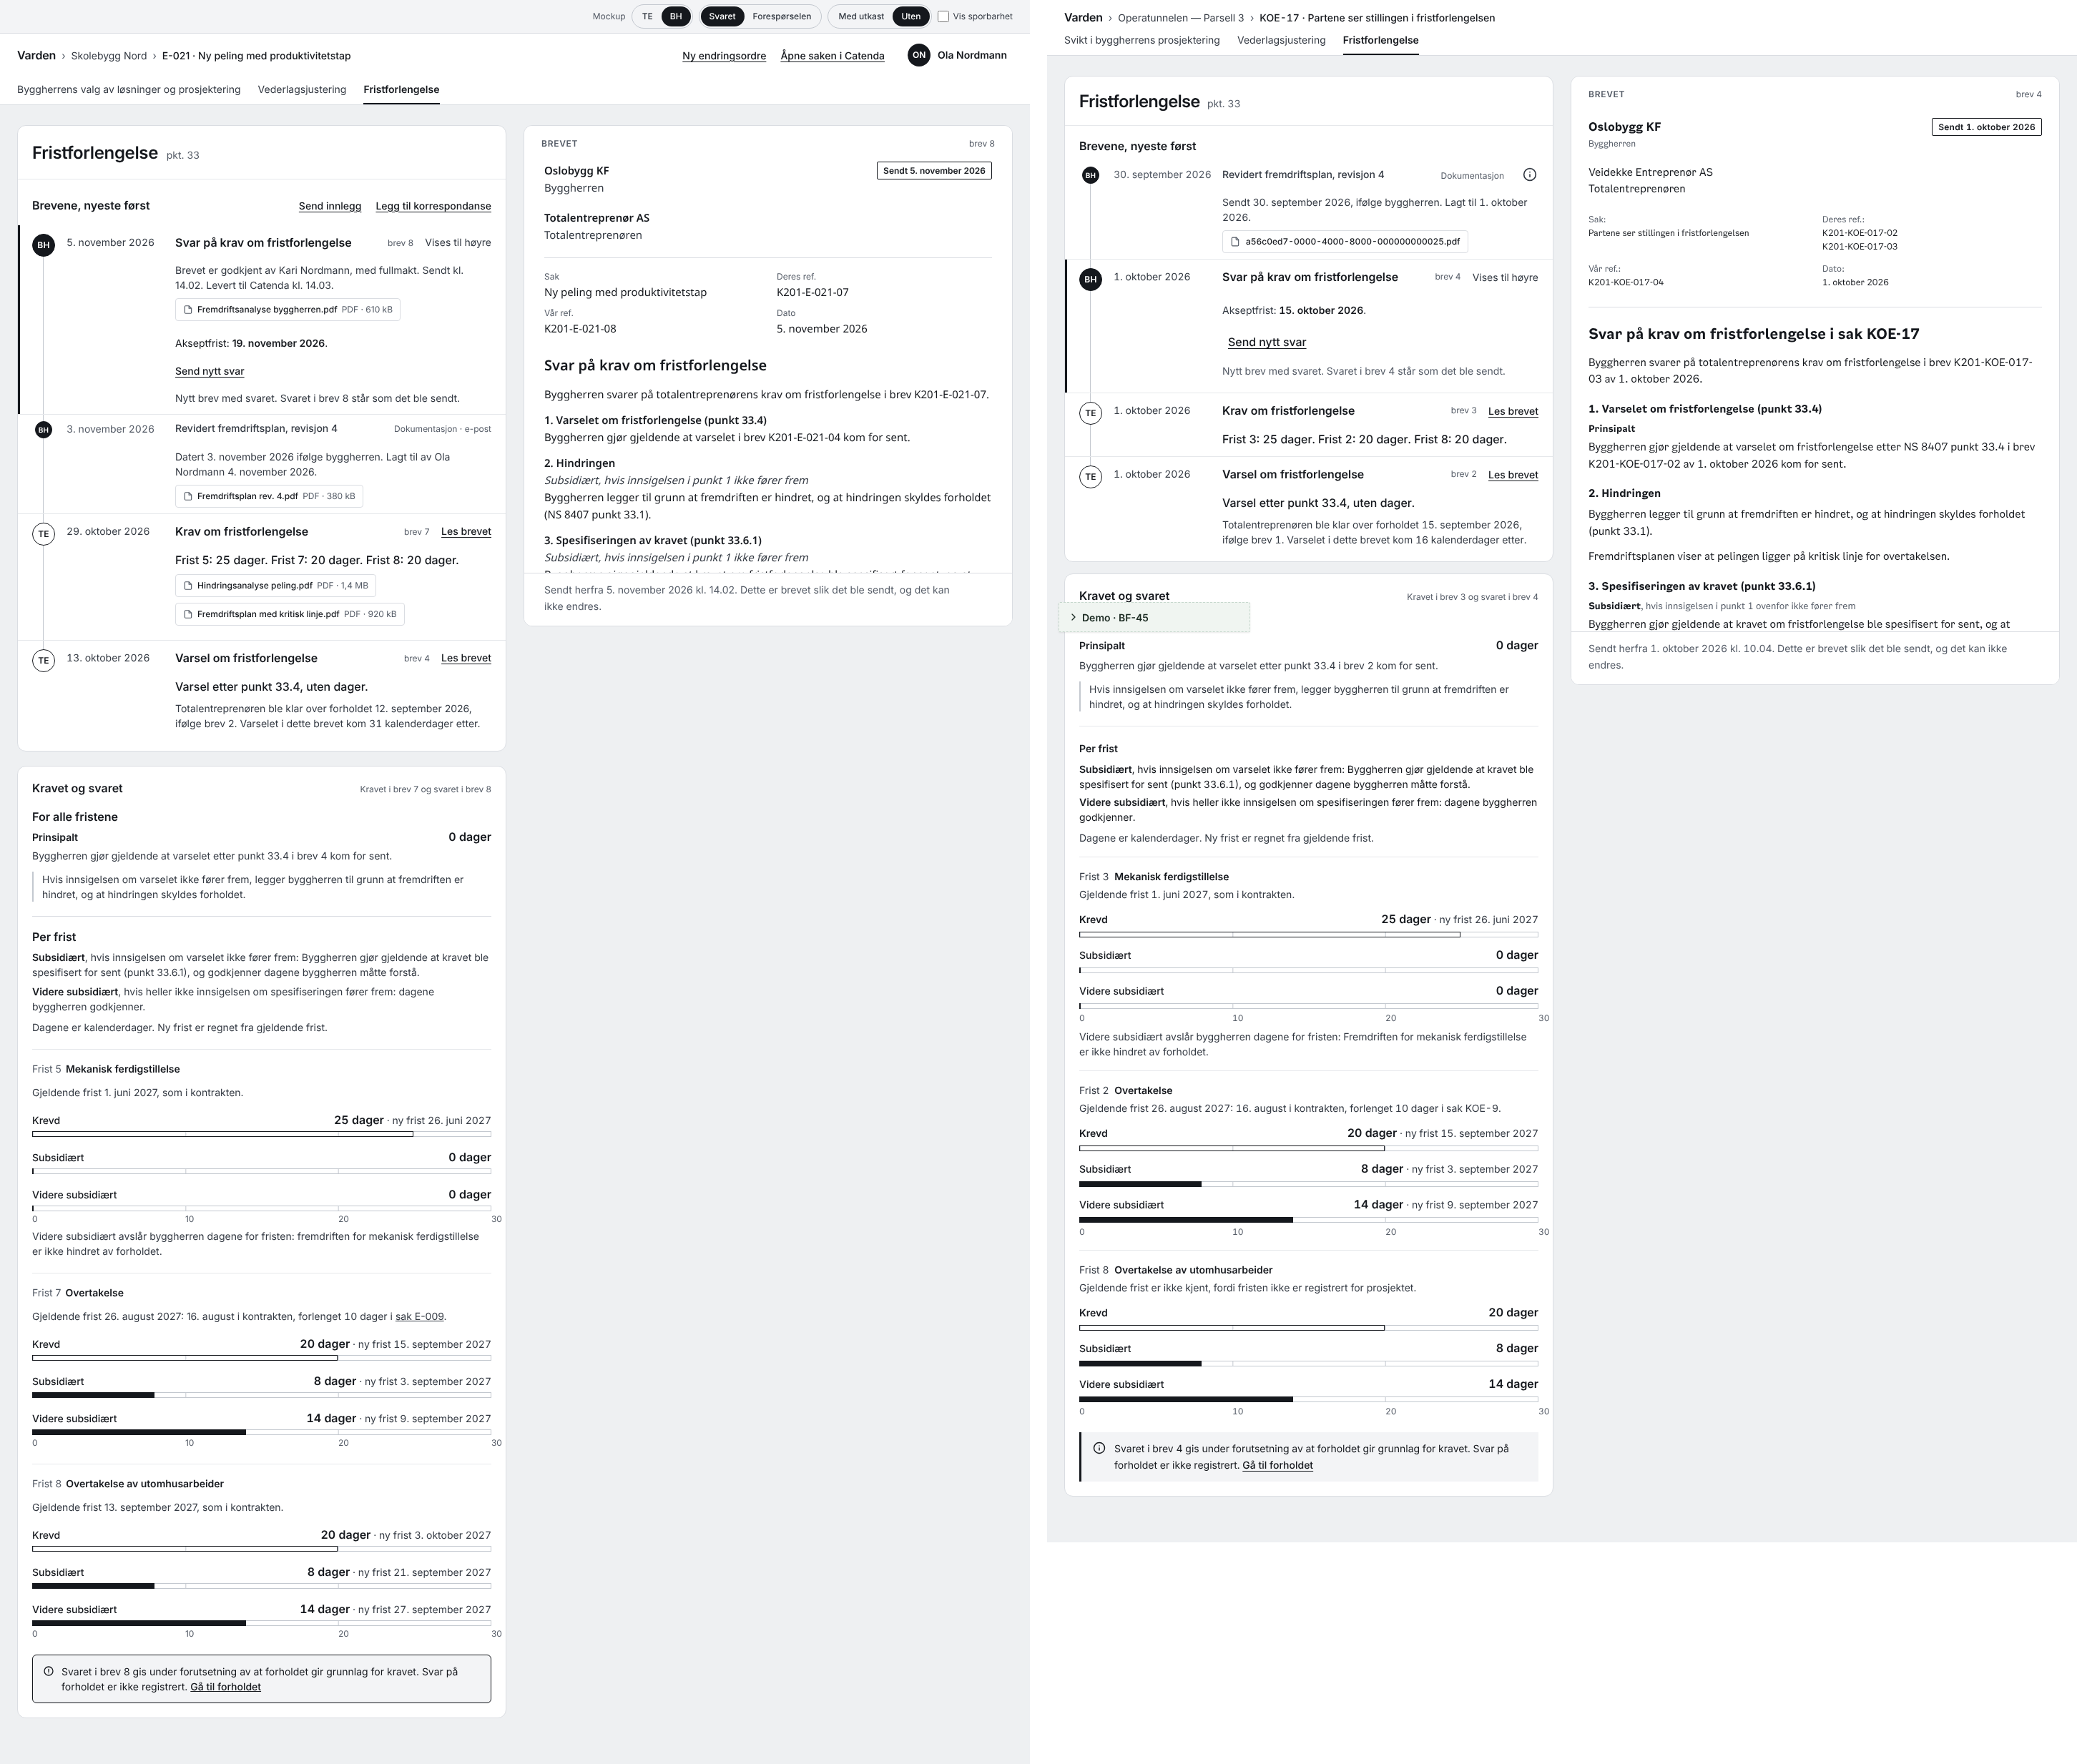 Mockup TE BH Svaret Forespørselen Med utkast Uten Vis sporbarhet
Varden › Skolebygg Nord › E-021 · Ny peling med produktivitetstap
Ny endringsordre Åpne saken i Catenda ON Ola Nordmann
Byggherrens valg av løsninger og prosjektering Vederlagsjustering Fristforlengelse
Fristforlengelse pkt. 33
Brevene, nyeste først Send innlegg Legg til korrespondanse
BH 5. november 2026 Svar på krav om fristforlengelse brev 8 Vises til høyre
Brevet er godkjent av Kari Nordmann, med fullmakt. Sendt kl.
14.02. Levert til Catenda kl. 14.03.
Fremdriftsanalyse byggherren.pdf PDF · 610 kB
Akseptfrist: 19. november 2026.
Send nytt svar
Nytt brev med svaret. Svaret i brev 8 står som det ble sendt.
BH 3. november 2026 Revidert fremdriftsplan, revisjon 4 Dokumentasjon · e-post
Datert 3. november 2026 ifølge byggherren. Lagt til av Ola
Nordmann 4. november 2026.
Fremdriftsplan rev. 4.pdf PDF · 380 kB
TE 29. oktober 2026 Krav om fristforlengelse brev 7 Les brevet
Frist 5: 25 dager. Frist 7: 20 dager. Frist 8: 20 dager.
Hindringsanalyse peling.pdf PDF · 1,4 MB
Fremdriftsplan med kritisk linje.pdf PDF · 920 kB
TE 13. oktober 2026 Varsel om fristforlengelse brev 4 Les brevet
Varsel etter punkt 33.4, uten dager.
Totalentreprenøren ble klar over forholdet 12. september 2026,
ifølge brev 2. Varselet i dette brevet kom 31 kalenderdager etter.
Kravet og svaret Kravet i brev 7 og svaret i brev 8
For alle fristene
Prinsipalt 0 dager
Byggherren gjør gjeldende at varselet etter punkt 33.4 i brev 4 kom for sent.
Hvis innsigelsen om varselet ikke fører frem, legger byggherren til grunn at fremdriften er
hindret, og at hindringen skyldes forholdet.
Per frist
Subsidiært, hvis innsigelsen om varselet ikke fører frem: Byggherren gjør gjeldende at kravet ble
spesifisert for sent (punkt 33.6.1), og godkjenner dagene byggherren måtte forstå.
Videre subsidiært, hvis heller ikke innsigelsen om spesifiseringen fører frem: dagene
byggherren godkjenner.
Dagene er kalenderdager. Ny frist er regnet fra gjeldende frist.
Frist 5 Mekanisk ferdigstillelse
Gjeldende frist 1. juni 2027, som i kontrakten.
Krevd 25 dager · ny frist 26. juni 2027
Subsidiært 0 dager
Videre subsidiært 0 dager
0 10 20 30
Videre subsidiært avslår byggherren dagene for fristen: fremdriften for mekanisk ferdigstillelse
er ikke hindret av forholdet.
Frist 7 Overtakelse
Gjeldende frist 26. august 2027: 16. august i kontrakten, forlenget 10 dager i sak E-009.
Krevd 20 dager · ny frist 15. september 2027
Subsidiært 8 dager · ny frist 3. september 2027
Videre subsidiært 14 dager · ny frist 9. september 2027
0 10 20 30
Frist 8 Overtakelse av utomhusarbeider
Gjeldende frist 13. september 2027, som i kontrakten.
Krevd 20 dager · ny frist 3. oktober 2027
Subsidiært 8 dager · ny frist 21. september 2027
Videre subsidiært 14 dager · ny frist 27. september 2027
0 10 20 30
Svaret i brev 8 gis under forutsetning av at forholdet gir grunnlag for kravet. Svar på
forholdet er ikke registrert. Gå til forholdet
BREVET brev 8
Oslobygg KF Sendt 5. november 2026
Byggherren
Totalentreprenør AS
Totalentreprenøren
Sak Deres ref.
Ny peling med produktivitetstap K201-E-021-07
Vår ref. Dato
K201-E-021-08 5. november 2026
Svar på krav om fristforlengelse
Byggherren svarer på totalentreprenørens krav om fristforlengelse i brev K201-E-021-07.
1. Varselet om fristforlengelse (punkt 33.4)
Byggherren gjør gjeldende at varselet i brev K201-E-021-04 kom for sent.
2. Hindringen
Subsidiært, hvis innsigelsen i punkt 1 ikke fører frem
Byggherren legger til grunn at fremdriften er hindret, og at hindringen skyldes forholdet
(NS 8407 punkt 33.1).
3. Spesifiseringen av kravet (punkt 33.6.1)
Subsidiært, hvis innsigelsen i punkt 1 ikke fører frem
Sendt herfra 5. november 2026 kl. 14.02. Dette er brevet slik det ble sendt, og det kan
ikke endres.
Varden › Operatunnelen — Parsell 3 › KOE-17 · Partene ser stillingen i fristforlengelsen
Svikt i byggherrens prosjektering Vederlagsjustering Fristforlengelse
Fristforlengelse pkt. 33
Brevene, nyeste først
BH 30. september 2026 Revidert fremdriftsplan, revisjon 4 Dokumentasjon
Sendt 30. september 2026, ifølge byggherren. Lagt til 1. oktober
2026.
a56c0ed7-0000-4000-8000-000000000025.pdf
BH 1. oktober 2026 Svar på krav om fristforlengelse brev 4 Vises til høyre
Akseptfrist: 15. oktober 2026.
Send nytt svar
Nytt brev med svaret. Svaret i brev 4 står som det ble sendt.
TE 1. oktober 2026 Krav om fristforlengelse brev 3 Les brevet
Frist 3: 25 dager. Frist 2: 20 dager. Frist 8: 20 dager.
TE 1. oktober 2026 Varsel om fristforlengelse brev 2 Les brevet
Varsel etter punkt 33.4, uten dager.
Totalentreprenøren ble klar over forholdet 15. september 2026,
ifølge brev 1. Varselet i dette brevet kom 16 kalenderdager etter.
Kravet og svaret Kravet i brev 3 og svaret i brev 4
Demo · BF-45
Prinsipalt 0 dager
Byggherren gjør gjeldende at varselet etter punkt 33.4 i brev 2 kom for sent.
Hvis innsigelsen om varselet ikke fører frem, legger byggherren til grunn at fremdriften er
hindret, og at hindringen skyldes forholdet.
Per frist
Subsidiært, hvis innsigelsen om varselet ikke fører frem: Byggherren gjør gjeldende at kravet ble
spesifisert for sent (punkt 33.6.1), og godkjenner dagene byggherren måtte forstå.
Videre subsidiært, hvis heller ikke innsigelsen om spesifiseringen fører frem: dagene byggherren
godkjenner.
Dagene er kalenderdager. Ny frist er regnet fra gjeldende frist.
Frist 3 Mekanisk ferdigstillelse
Gjeldende frist 1. juni 2027, som i kontrakten.
Krevd 25 dager · ny frist 26. juni 2027
Subsidiært 0 dager
Videre subsidiært 0 dager
0 10 20 30
Videre subsidiært avslår byggherren dagene for fristen: Fremdriften for mekanisk ferdigstillelse
er ikke hindret av forholdet.
Frist 2 Overtakelse
Gjeldende frist 26. august 2027: 16. august i kontrakten, forlenget 10 dager i sak KOE-9.
Krevd 20 dager · ny frist 15. september 2027
Subsidiært 8 dager · ny frist 3. september 2027
Videre subsidiært 14 dager · ny frist 9. september 2027
0 10 20 30
Frist 8 Overtakelse av utomhusarbeider
Gjeldende frist er ikke kjent, fordi fristen ikke er registrert for prosjektet.
Krevd 20 dager
Subsidiært 8 dager
Videre subsidiært 14 dager
0 10 20 30
Svaret i brev 4 gis under forutsetning av at forholdet gir grunnlag for kravet. Svar på
forholdet er ikke registrert. Gå til forholdet
BREVET brev 4
Oslobygg KF Sendt 1. oktober 2026
Byggherren
Veidekke Entreprenør AS
Totalentreprenøren
Sak: Deres ref.:
Partene ser stillingen i fristforlengelsen K201-KOE-017-02
K201-KOE-017-03
Vår ref.: Dato:
K201-KOE-017-04 1. oktober 2026
Svar på krav om fristforlengelse i sak KOE-17
Byggherren svarer på totalentreprenørens krav om fristforlengelse i brev K201-KOE-017-
03 av 1. oktober 2026.
1. Varselet om fristforlengelse (punkt 33.4)
Prinsipalt
Byggherren gjør gjeldende at varselet om fristforlengelse etter NS 8407 punkt 33.4 i brev
K201-KOE-017-02 av 1. oktober 2026 kom for sent.
2. Hindringen
Byggherren legger til grunn at fremdriften er hindret, og at hindringen skyldes forholdet
(punkt 33.1).
Fremdriftsplanen viser at pelingen ligger på kritisk linje for overtakelsen.
3. Spesifiseringen av kravet (punkt 33.6.1)
Subsidiært, hvis innsigelsen i punkt 1 ovenfor ikke fører frem
Byggherren gjør gjeldende at kravet om fristforlengelse ble spesifisert for sent, og at
Sendt herfra 1. oktober 2026 kl. 10.04. Dette er brevet slik det ble sendt, og det kan ikke
endres.